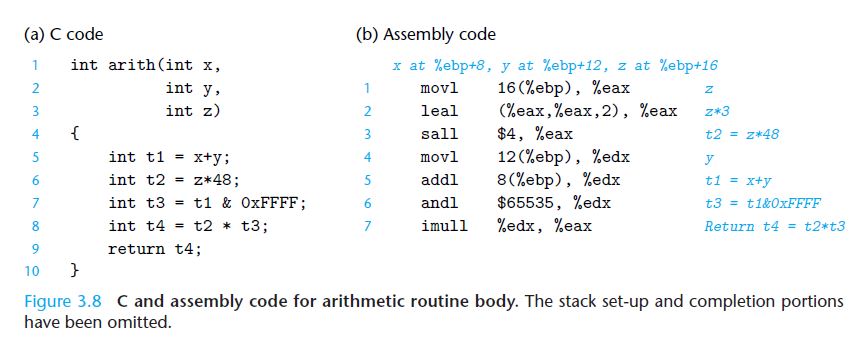 (a) C code
1 int arith(int x,
2 int y,
3 int z)
4 {
5 int t1 = x+y;
6 int t2 = z*48;
7 int t3 = t1 & 0xFFFF;
8 int t4 = t2 * t3;
9 return t4;
10 }
(b) Assembly code
x at %ebp+8, y at %ebp+12, z at %ebp+16
1 movl 16(%ebp), %eax z
2 leal (%eax,%eax,2), %eax z*3
3 sall $4, %eax t2 = z*48
4 movl 12(%ebp), %edx y
5 addl 8(%ebp), %edx t1 = x+y
6 andl $65535, %edx t3 = t1&0xFFFF
7 imull %edx, %eax Return t4 = t2*t3
Figure 3.8 C and assembly code for arithmetic routine body. The stack set-up and completion portions
have been omitted.